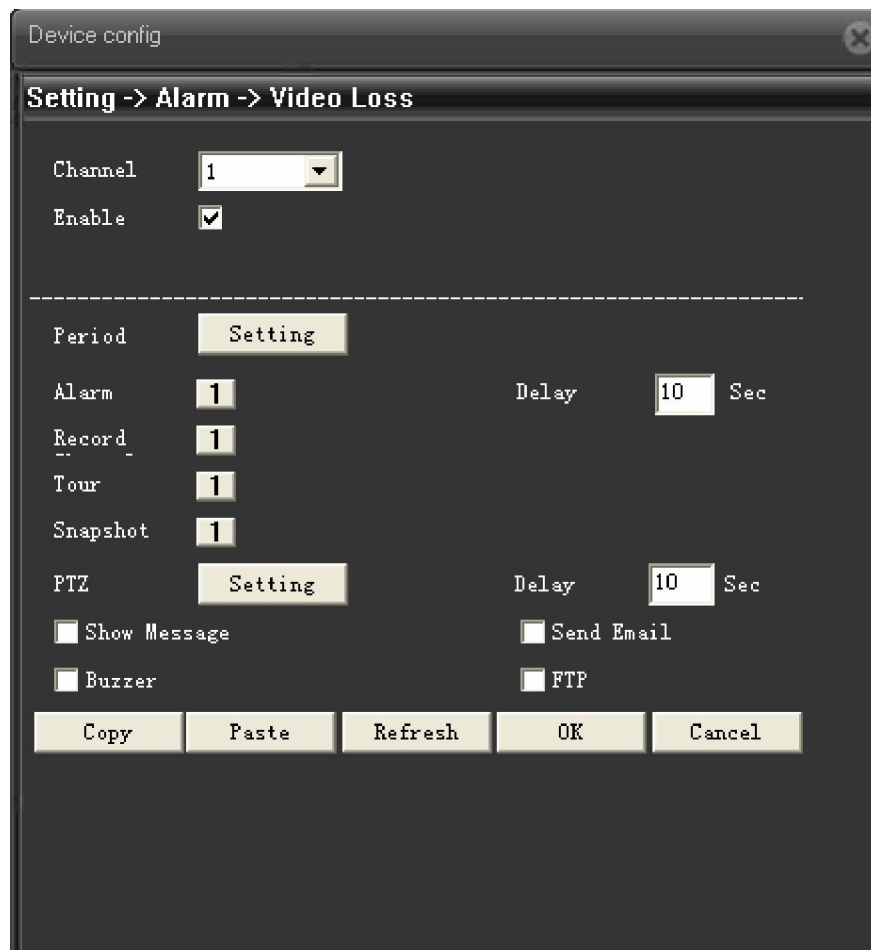 Device config
Setting -> Alarm -> Video Loss
Channel 1
Enable
Period Setting
Alarm 1 Delay 10 Sec
Record 1
Tour 1
Snapshot 1
PTZ Setting Delay 10 Sec
Show Message Send Email
Buzzer FTP
Copy Paste Refresh OK Cancel